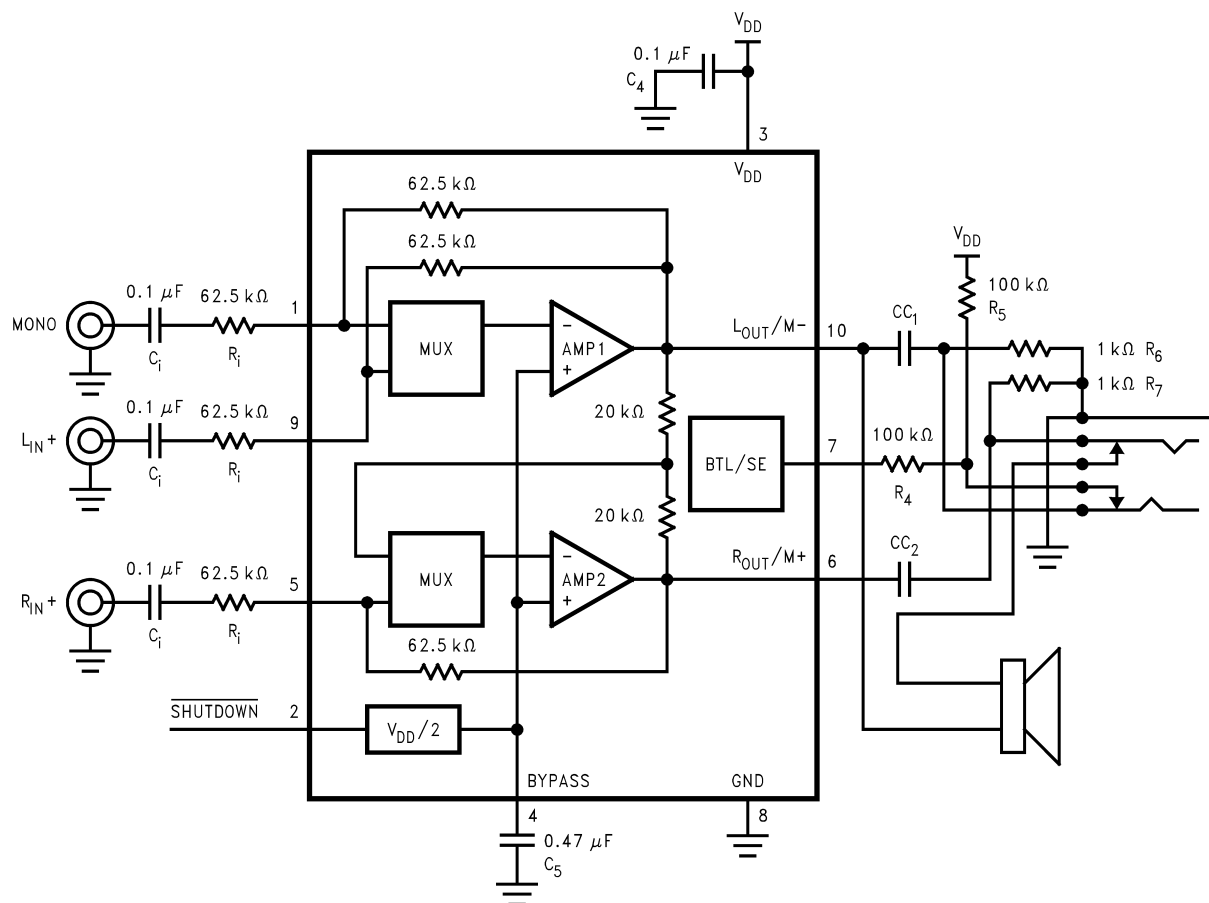 V_DD
0.1 μF
C_4
3
V_DD
62.5 kΩ
62.5 kΩ
V_DD
100 kΩ
R_5
MONO
0.1 μF
C_i
62.5 kΩ
R_i
1
MUX
−
AMP1
+
L_OUT/M−
10
CC_1
1 kΩ R_6
1 kΩ R_7
L_IN +
0.1 μF
C_i
62.5 kΩ
R_i
9
20 kΩ
BTL/SE
7
100 kΩ
R_4
20 kΩ
R_IN +
0.1 μF
C_i
62.5 kΩ
R_i
5
MUX
−
AMP2
+
R_OUT/M+
6
CC_2
62.5 kΩ
SHUTDOWN
2
V_DD/2
BYPASS
GND
4
8
0.47 μF
C_5